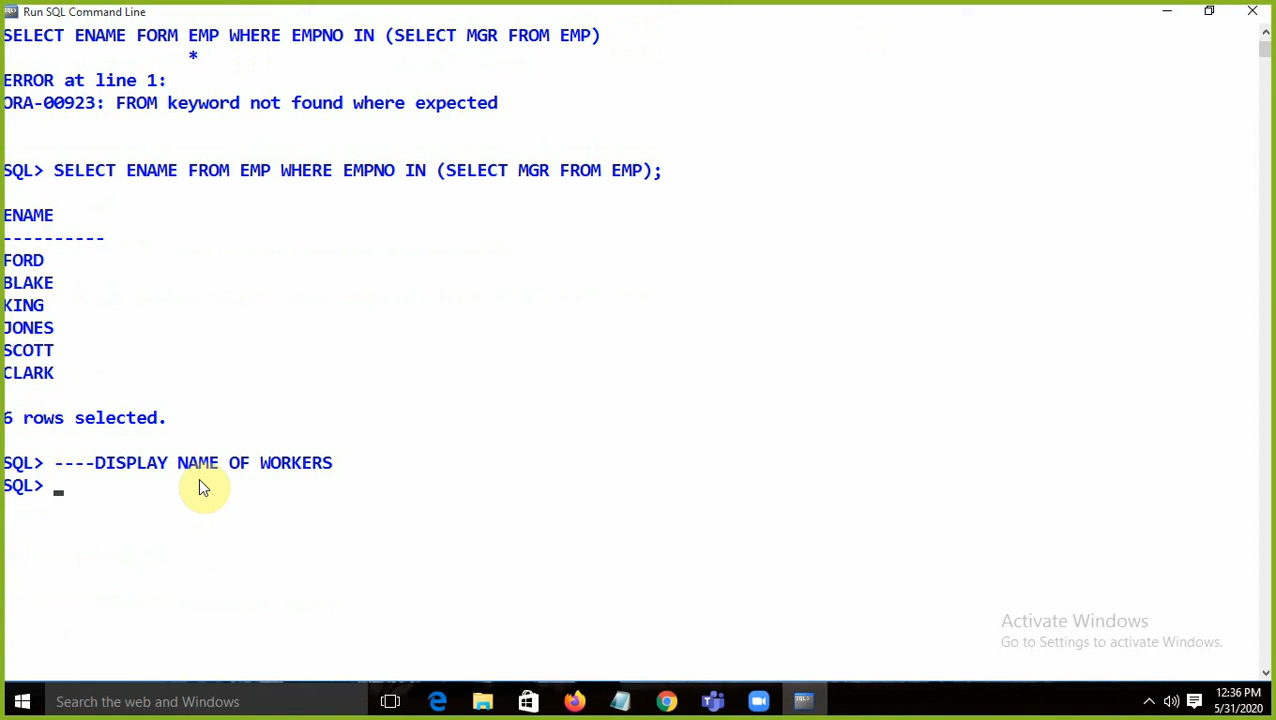 Run SQL Command Line
SELECT ENAME FORM EMP WHERE EMPNO IN (SELECT MGR FROM EMP)
*
ERROR at line 1:
ORA-00923: FROM keyword not found where expected
SQL> SELECT ENAME FROM EMP WHERE EMPNO IN (SELECT MGR FROM EMP);
ENAME
----------
FORD
BLAKE
KING
JONES
SCOTT
CLARK
6 rows selected.
SQL> ----DISPLAY NAME OF WORKERS
SQL> _
Activate Windows
Go to Settings to activate Windows.
Search the web and Windows
12:36 PM
5/31/2020